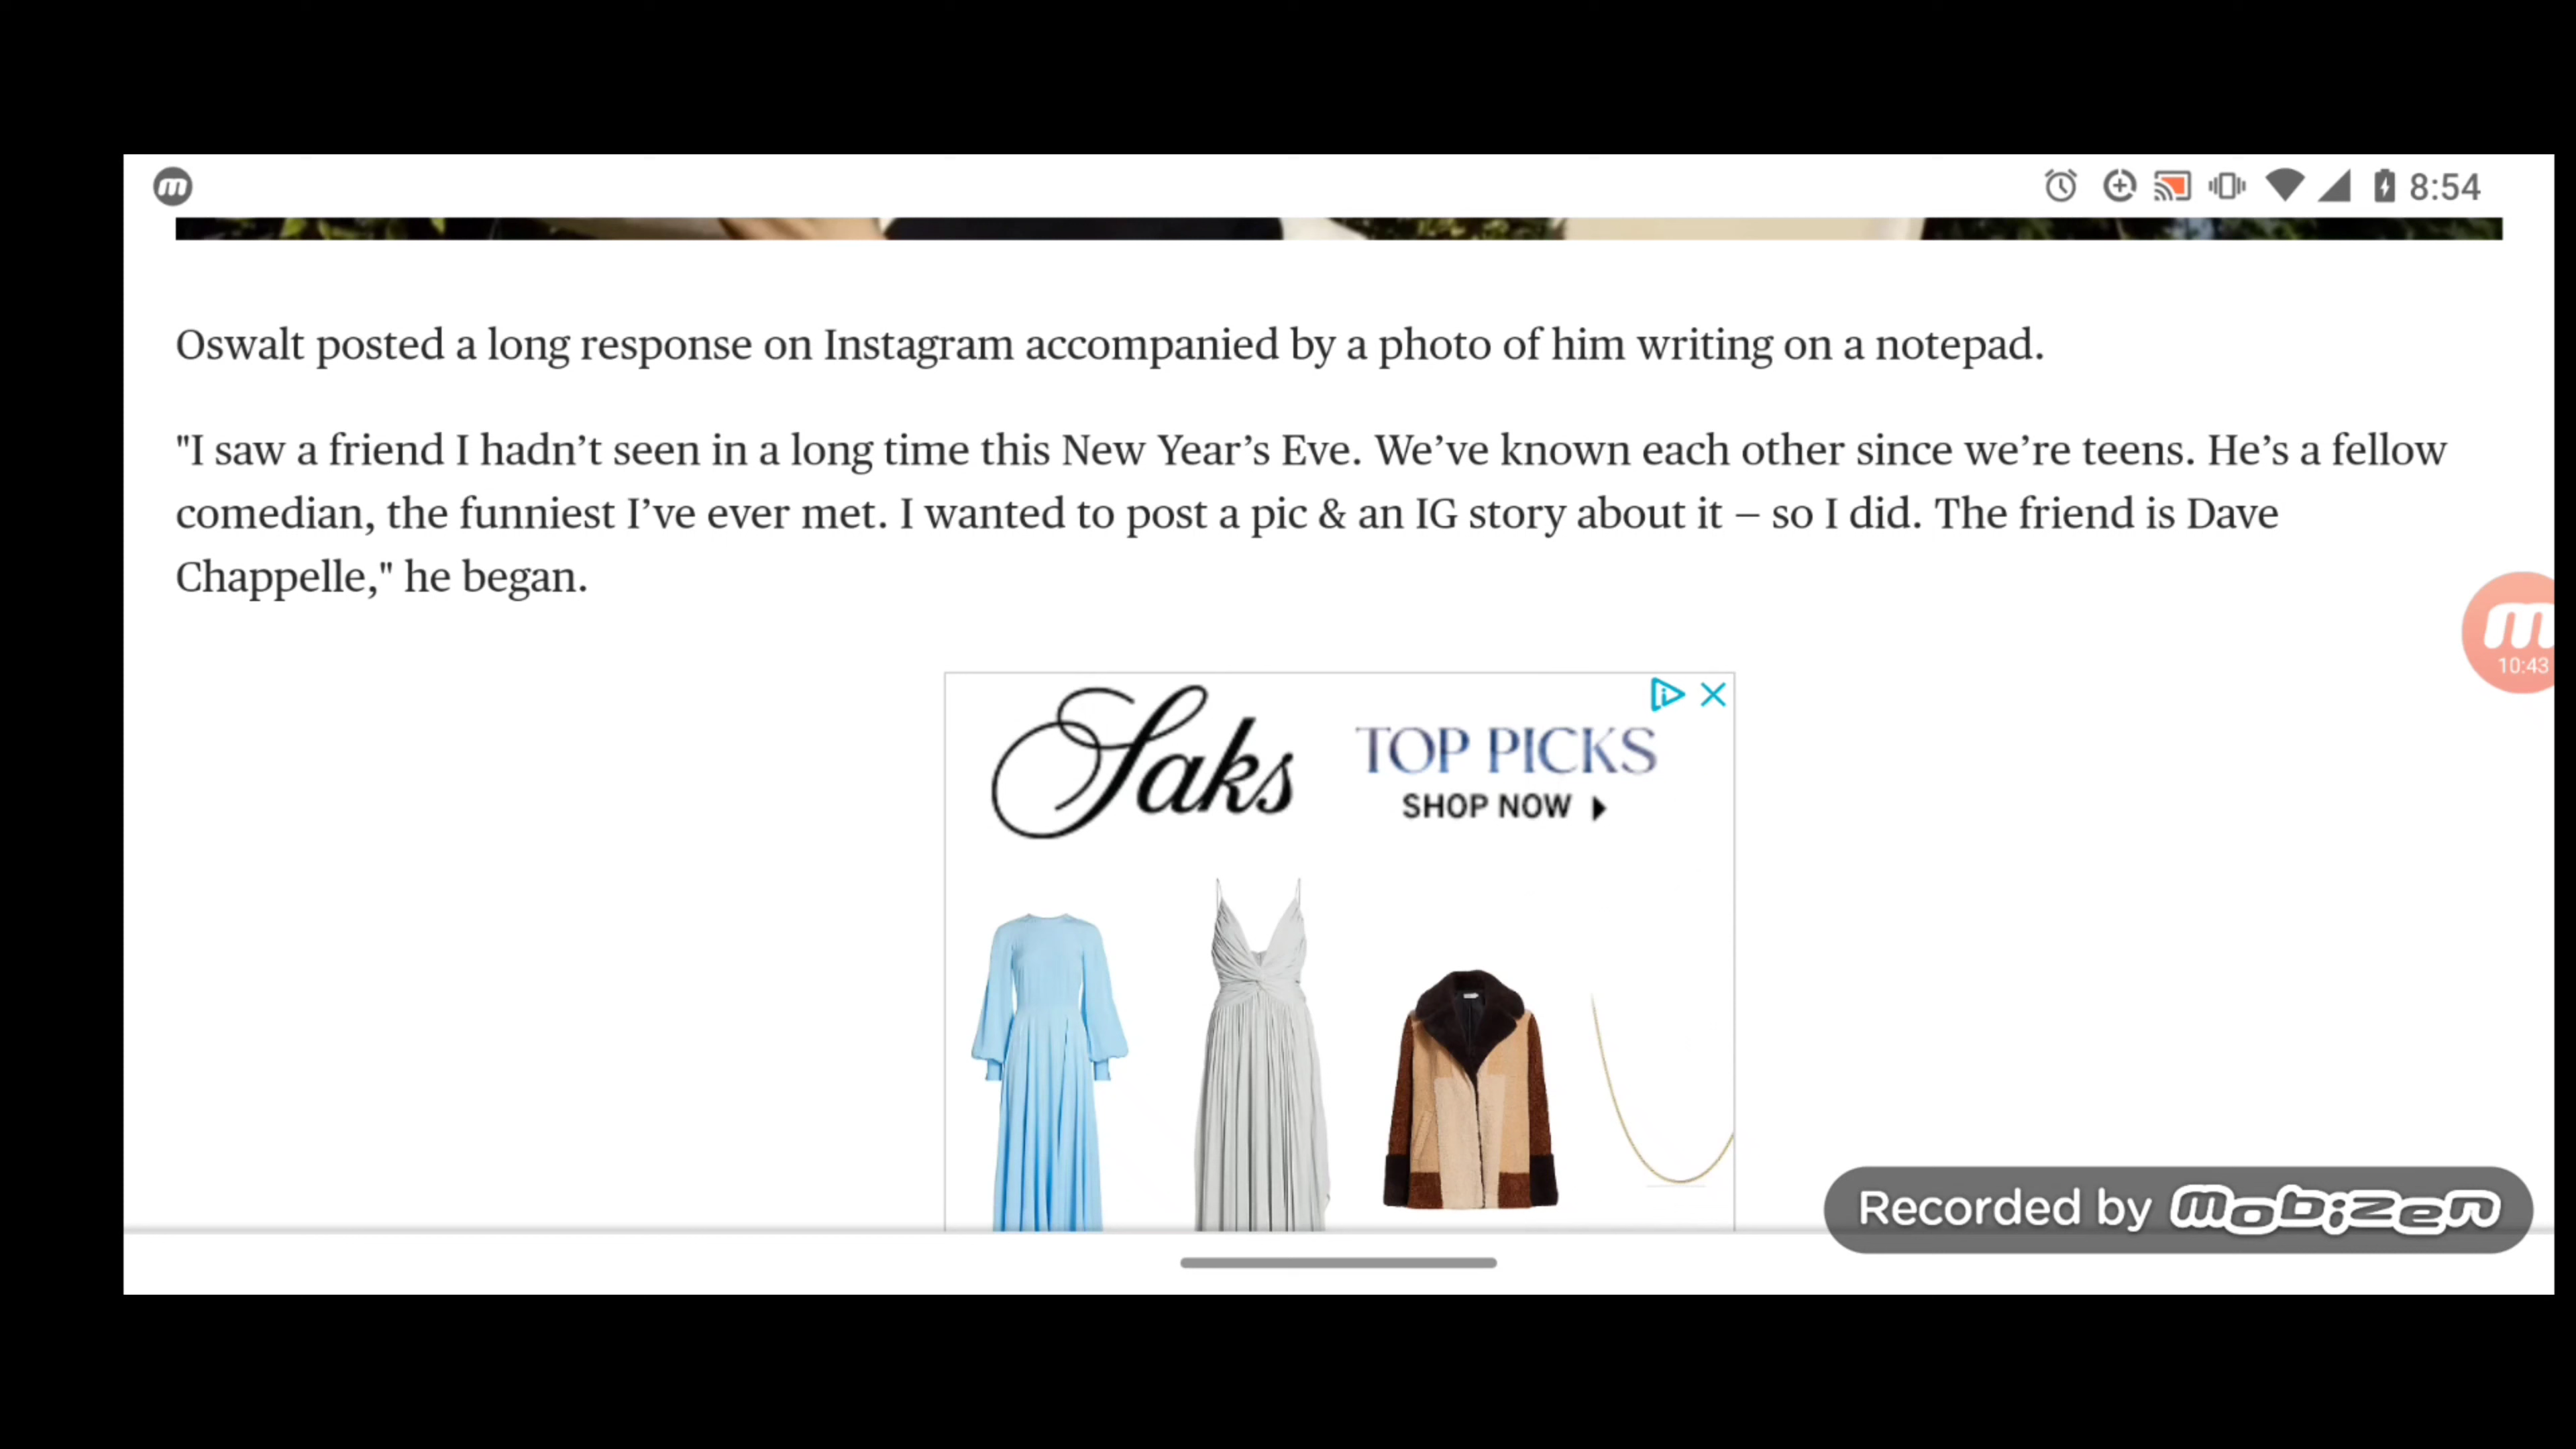 m
8:54
Oswalt posted a long response on Instagram accompanied by a photo of him writing on a notepad.
"I saw a friend I hadn’t seen in a long time this New Year’s Eve. We’ve known each other since we’re teens. He’s a fellow
comedian, the funniest I’ve ever met. I wanted to post a pic & an IG story about it – so I did. The friend is Dave
Chappelle," he began.
m
10:43
Saks
TOP PICKS
SHOP NOW
Recorded by mobizen